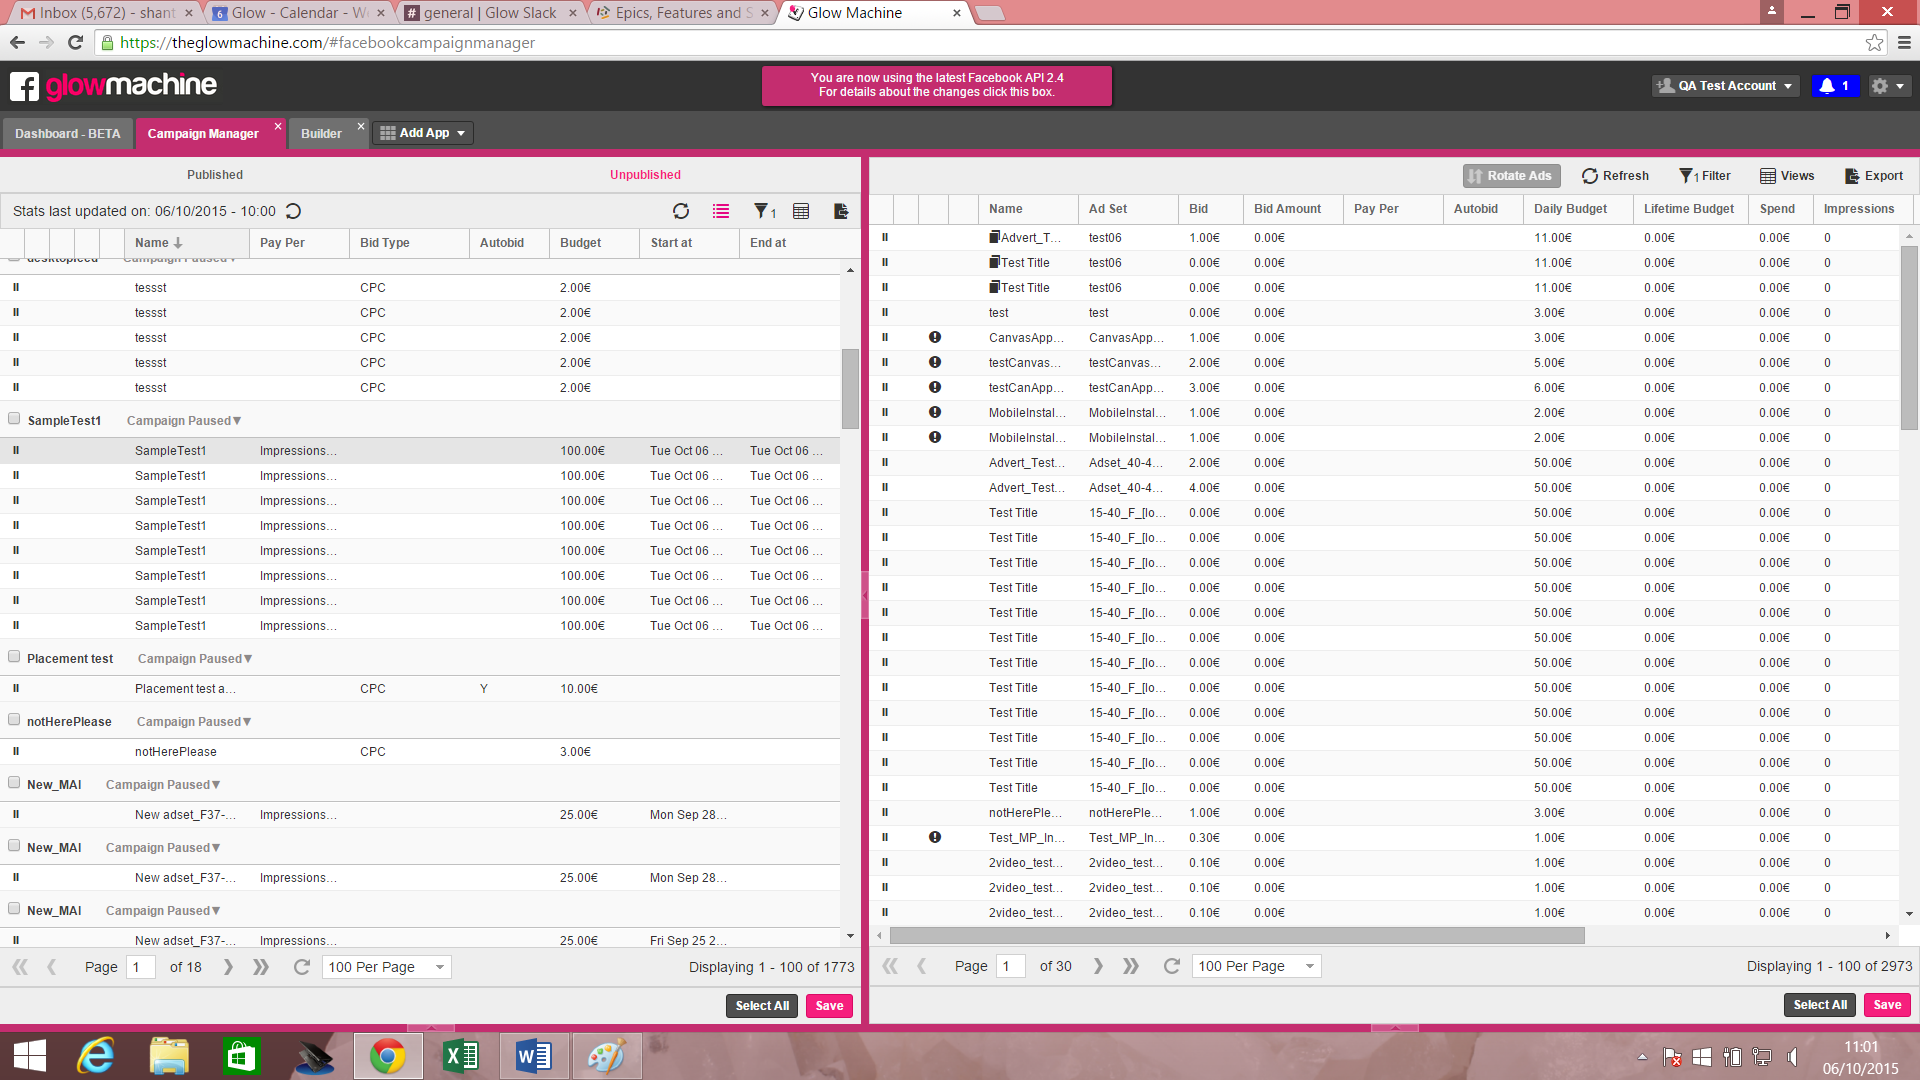 Inbox (5,672) - shant
Glow - Calendar - We
general | Glow Slack
Epics, Features and S
Glow Machine
https://theglowmachine.com/#facebookcampaignmanager
glowmachine
You are now using the latest Facebook API 2.4
For details about the changes click this box.
QA Test Account
1
Dashboard - BETA
Campaign Manager
Builder
Add App
Published
Unpublished
Stats last updated on: 06/10/2015 - 10:00
1
Name Pay Per Bid Type Autobid Budget Start at End at
desktopfeed Campaign Paused
tessst CPC 2.00€
tessst CPC 2.00€
tessst CPC 2.00€
tessst CPC 2.00€
tessst CPC 2.00€
SampleTest1 Campaign Paused
SampleTest1 Impressions... 100.00€ Tue Oct 06 ... Tue Oct 06 ...
SampleTest1 Impressions... 100.00€ Tue Oct 06 ... Tue Oct 06 ...
SampleTest1 Impressions... 100.00€ Tue Oct 06 ... Tue Oct 06 ...
SampleTest1 Impressions... 100.00€ Tue Oct 06 ... Tue Oct 06 ...
SampleTest1 Impressions... 100.00€ Tue Oct 06 ... Tue Oct 06 ...
SampleTest1 Impressions... 100.00€ Tue Oct 06 ... Tue Oct 06 ...
SampleTest1 Impressions... 100.00€ Tue Oct 06 ... Tue Oct 06 ...
SampleTest1 Impressions... 100.00€ Tue Oct 06 ... Tue Oct 06 ...
Placement test Campaign Paused
Placement test a... CPC Y 10.00€
notHerePlease Campaign Paused
notHerePlease CPC 3.00€
New_MAI Campaign Paused
New adset_F37-... Impressions... 25.00€ Mon Sep 28...
New_MAI Campaign Paused
New adset_F37-... Impressions... 25.00€ Mon Sep 28...
New_MAI Campaign Paused
New adset_F37-... Impressions... 25.00€ Fri Sep 25 2...
Page 1 of 18 100 Per Page Displaying 1 - 100 of 1773
Select All Save
Rotate Ads Refresh 1 Filter Views Export
Name Ad Set Bid Bid Amount Pay Per Autobid Daily Budget Lifetime Budget Spend Impressions
Advert_T... test06 1.00€ 0.00€ 11.00€ 0.00€ 0.00€ 0
Test Title test06 0.00€ 0.00€ 11.00€ 0.00€ 0.00€ 0
Test Title test06 0.00€ 0.00€ 11.00€ 0.00€ 0.00€ 0
test test 0.00€ 0.00€ 3.00€ 0.00€ 0.00€ 0
CanvasApp... CanvasApp... 1.00€ 0.00€ 3.00€ 0.00€ 0.00€ 0
testCanvas... testCanvas... 2.00€ 0.00€ 5.00€ 0.00€ 0.00€ 0
testCanApp... testCanApp... 3.00€ 0.00€ 6.00€ 0.00€ 0.00€ 0
MobileInstal... MobileInstal... 1.00€ 0.00€ 2.00€ 0.00€ 0.00€ 0
MobileInstal... MobileInstal... 1.00€ 0.00€ 2.00€ 0.00€ 0.00€ 0
Advert_Test... Adset_40-4... 2.00€ 0.00€ 50.00€ 0.00€ 0.00€ 0
Advert_Test... Adset_40-4... 4.00€ 0.00€ 50.00€ 0.00€ 0.00€ 0
Test Title 15-40_F_[lo... 0.00€ 0.00€ 50.00€ 0.00€ 0.00€ 0
Test Title 15-40_F_[lo... 0.00€ 0.00€ 50.00€ 0.00€ 0.00€ 0
Test Title 15-40_F_[lo... 0.00€ 0.00€ 50.00€ 0.00€ 0.00€ 0
Test Title 15-40_F_[lo... 0.00€ 0.00€ 50.00€ 0.00€ 0.00€ 0
Test Title 15-40_F_[lo... 0.00€ 0.00€ 50.00€ 0.00€ 0.00€ 0
Test Title 15-40_F_[lo... 0.00€ 0.00€ 50.00€ 0.00€ 0.00€ 0
Test Title 15-40_F_[lo... 0.00€ 0.00€ 50.00€ 0.00€ 0.00€ 0
Test Title 15-40_F_[lo... 0.00€ 0.00€ 50.00€ 0.00€ 0.00€ 0
Test Title 15-40_F_[lo... 0.00€ 0.00€ 50.00€ 0.00€ 0.00€ 0
Test Title 15-40_F_[lo... 0.00€ 0.00€ 50.00€ 0.00€ 0.00€ 0
Test Title 15-40_F_[lo... 0.00€ 0.00€ 50.00€ 0.00€ 0.00€ 0
Test Title 15-40_F_[lo... 0.00€ 0.00€ 50.00€ 0.00€ 0.00€ 0
notHerePle... notHerePle... 1.00€ 0.00€ 3.00€ 0.00€ 0.00€ 0
Test_MP_In... Test_MP_In... 0.30€ 0.00€ 1.00€ 0.00€ 0.00€ 0
2video_test... 2video_test... 0.10€ 0.00€ 1.00€ 0.00€ 0.00€ 0
2video_test... 2video_test... 0.10€ 0.00€ 1.00€ 0.00€ 0.00€ 0
2video_test... 2video_test... 0.10€ 0.00€ 1.00€ 0.00€ 0.00€ 0
Page 1 of 30 100 Per Page Displaying 1 - 100 of 2973
Select All Save
11:01
06/10/2015